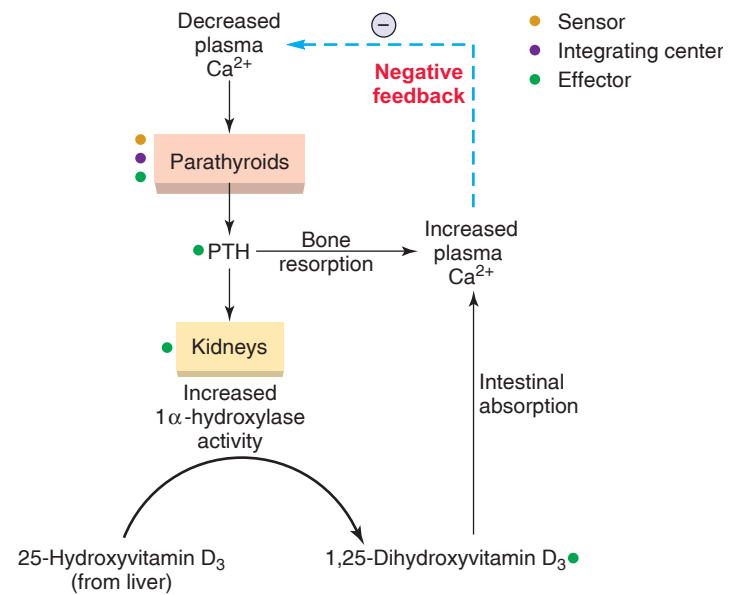 Decreased
plasma
Ca2+
−
Negative
feedback
Sensor
Integrating center
Effector
Parathyroids
PTH
Bone
resorption
Increased
plasma
Ca2+
Kidneys
Increased
1α-hydroxylase
activity
Intestinal
absorption
25-Hydroxyvitamin D3
(from liver)
1,25-Dihydroxyvitamin D3